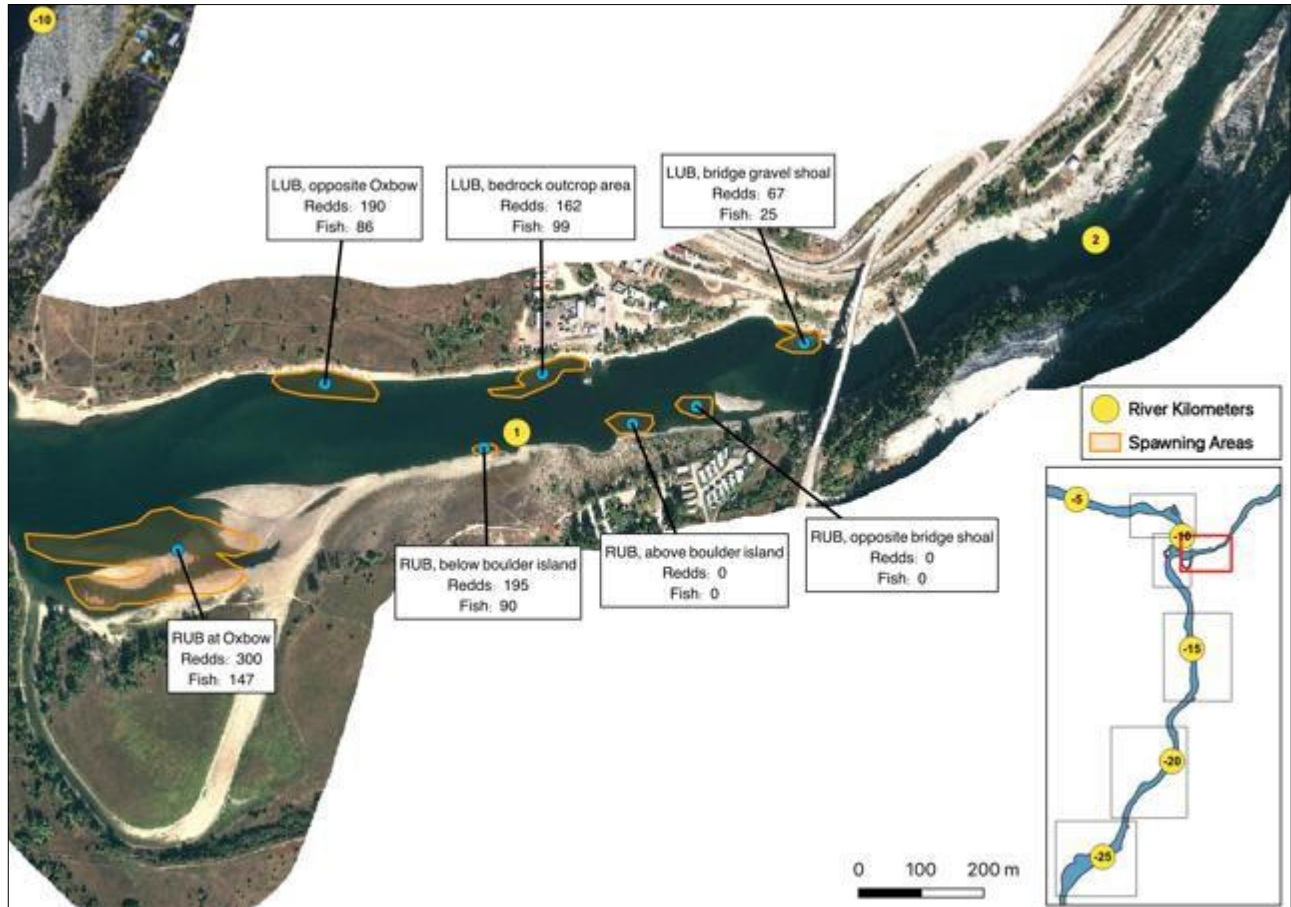 -10
LUB, opposite Oxbow
Redds: 190
Fish: 86
LUB, bedrock outcrop area
Redds: 162
Fish: 99
LUB, bridge gravel shoal
Redds: 67
Fish: 25
2
1
RUB, below boulder island
Redds: 195
Fish: 90
RUB, above boulder island
Redds: 0
Fish: 0
RUB, opposite bridge shoal
Redds: 0
Fish: 0
RUB at Oxbow
Redds: 300
Fish: 147
River Kilometers
Spawning Areas
-5
-10
-15
-20
-25
0 100 200 m